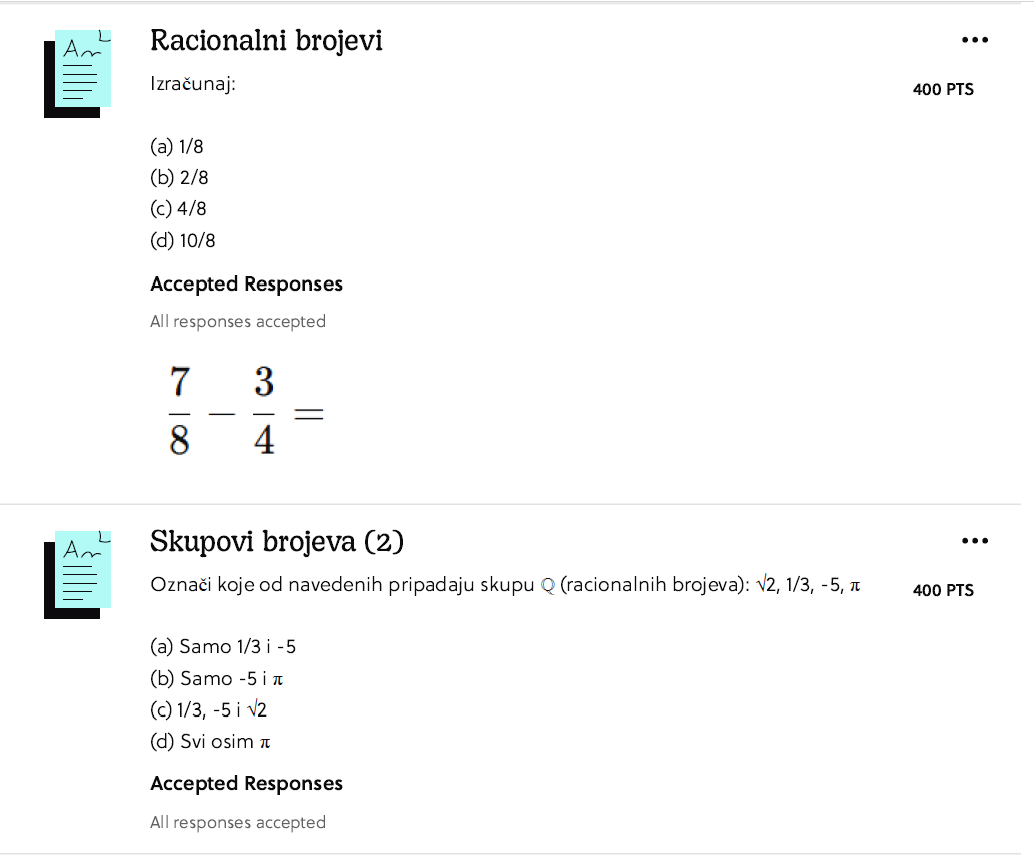 Racionalni brojevi
Izračunaj:
400 PTS
(a) 1/8
(b) 2/8
(c) 4/8
(d) 10/8
Accepted Responses
All responses accepted
7/8 − 3/4 =
Skupovi brojeva (2)
Označi koje od navedenih pripadaju skupu ℚ (racionalnih brojeva): √2, 1/3, -5, π
400 PTS
(a) Samo 1/3 i -5
(b) Samo -5 i π
(c) 1/3, -5 i √2
(d) Svi osim π
Accepted Responses
All responses accepted